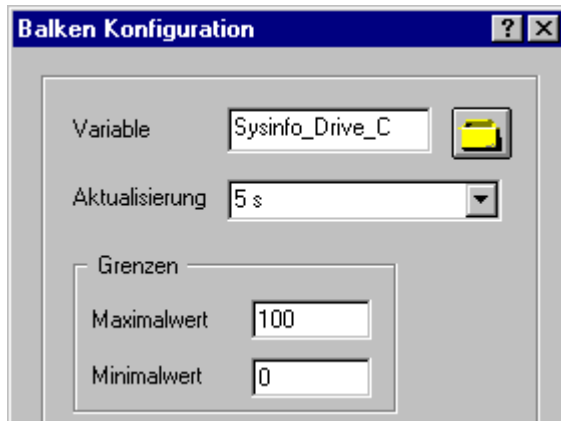 Balken Konfiguration ?
Variable Sysinfo_Drive_C
Aktualisierung 5 s
Grenzen
Maximalwert 100
Minimalwert 0